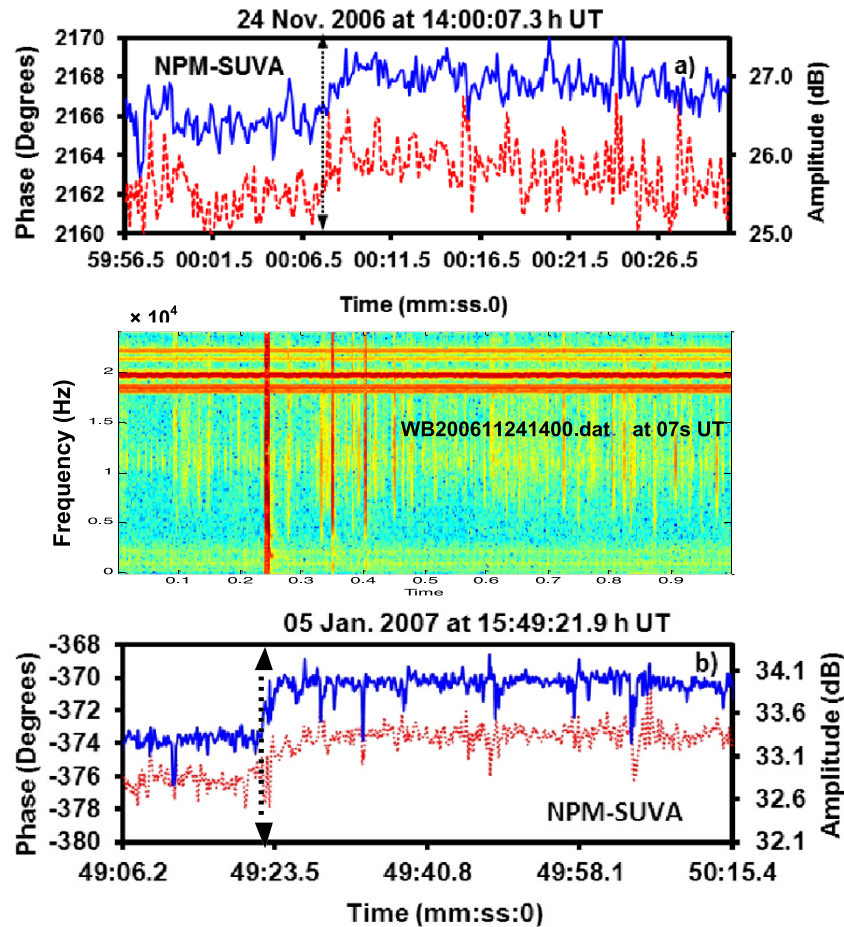 24 Nov. 2006 at 14:00:07.3 h UT
2170
2168
2166
2164
2162
2160
Phase (Degrees)
NPM-SUVA
a)
27.0
26.0
25.0
Amplitude (dB)
59:56.5 00:01.5 00:06.5 00:11.5 00:16.5 00:21.5 00:26.5
Time (mm:ss.0)
× 10⁴
2
1.5
1
0.5
0
Frequency (Hz)
WB200611241400.dat at 07s UT
0.1 0.2 0.3 0.4 0.5 0.6 0.7 0.8 0.9
Time
05 Jan. 2007 at 15:49:21.9 h UT
-368
-370
-372
-374
-376
-378
-380
Phase (Degrees)
b)
34.1
33.6
33.1
32.6
32.1
Amplitude (dB)
NPM-SUVA
49:06.2 49:23.5 49:40.8 49:58.1 50:15.4
Time (mm:ss:0)